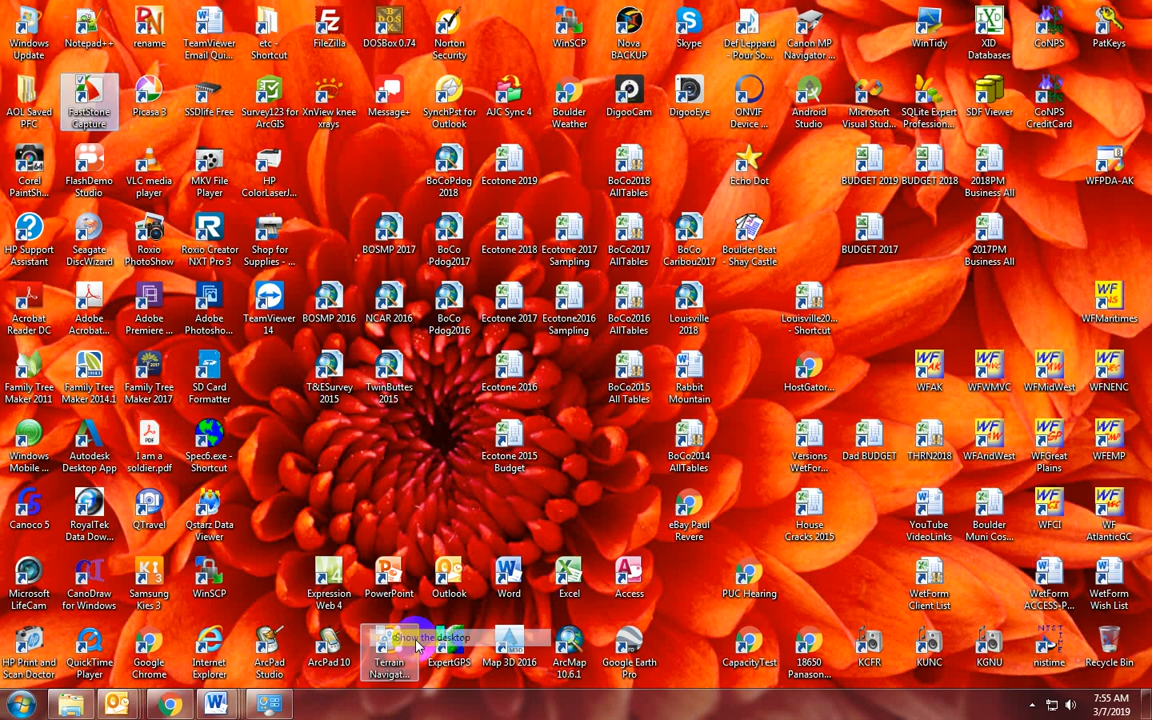 Windows Update
Notepad++
rename
TeamViewer Email Qui...
etc - Shortcut
FileZilla
DOSBox 0.74
Norton Security
WinSCP
Nova BACKUP
Skype
Def Leppard - Pour So...
Canon MP Navigator ...
WinTidy
XID Databases
CoNPS
PatKeys
AOL Saved PFC
FastStone Capture
Picasa 3
SSDlife Free
Survey123 for ArcGIS
XnView knee xrays
Message+
SynchPst for Outlook
AJC Sync 4
Boulder Weather
DigooCam
DigooEye
ONVIF Device ...
Android Studio
Microsoft Visual Stud...
SQLite Expert Profession...
SDF Viewer
CoNPS CreditCard
Corel PaintSh...
FlashDemo Studio
VLC media player
MKV File Player
HP ColorLaserJ...
BoCoPdog 2018
Ecotone 2019
BoCo2018 AllTables
Echo Dot
BUDGET 2019
BUDGET 2018
2018PM Business All
WFPDA-AK
HP Support Assistant
Seagate DiscWizard
Roxio PhotoShow
Roxio Creator NXT Pro 3
Shop for Supplies - ...
BOSMP 2017
BoCo Pdog2017
Ecotone 2018
Ecotone 2017 Sampling
BoCo2017 AllTables
BoCo Caribou2017
Boulder Beat - Shay Castle
BUDGET 2017
2017PM Business All
Acrobat Reader DC
Adobe Acrobat...
Adobe Premiere ...
Adobe Photosho...
TeamViewer 14
BOSMP 2016
NCAR 2016
BoCo Pdog2016
Ecotone 2017
Ecotone2016 Sampling
BoCo2016 AllTables
Louisville 2018
Louisville20... - Shortcut
WFMaritimes
Family Tree Maker 2011
Family Tree Maker 2014.1
Family Tree Maker 2017
SD Card Formatter
T&ESurvey 2015
TwinButtes 2015
Ecotone 2016
BoCo2015 All Tables
Rabbit Mountain
HostGator...
WFAK
WFWMVC
WFMidWest
WFNENC
Windows Mobile ...
Autodesk Desktop App
I am a soldier.pdf
Spec6.exe - Shortcut
Ecotone 2015 Budget
BoCo2014 AllTables
Versions WetFor...
Dad BUDGET
THRN2018
WFAndWest
WFGreat Plains
WFEMP
Canoco 5
RoyalTek Data Dow...
QTravel
Qstarz Data Viewer
eBay Paul Revere
House Cracks 2015
YouTube VideoLinks
Boulder Muni Cos...
WFCI
WF AtlanticGC
Microsoft LifeCam
CanoDraw for Windows
Samsung Kies 3
WinSCP
Expression Web 4
PowerPoint
Outlook
Word
Excel
Access
PUC Hearing
WetForm Client List
WetForm ACCESS-P...
WetForm Wish List
Show the desktop
HP Print and Scan Doctor
QuickTime Player
Google Chrome
Internet Explorer
ArcPad Studio
ArcPad 10
Terrain Navigat...
ExpertGPS
Map 3D 2016
ArcMap 10.6.1
Google Earth Pro
CapacityTest
18650 Panason...
KCFR
KUNC
KGNU
nistime
Recycle Bin
7:55 AM
3/7/2019